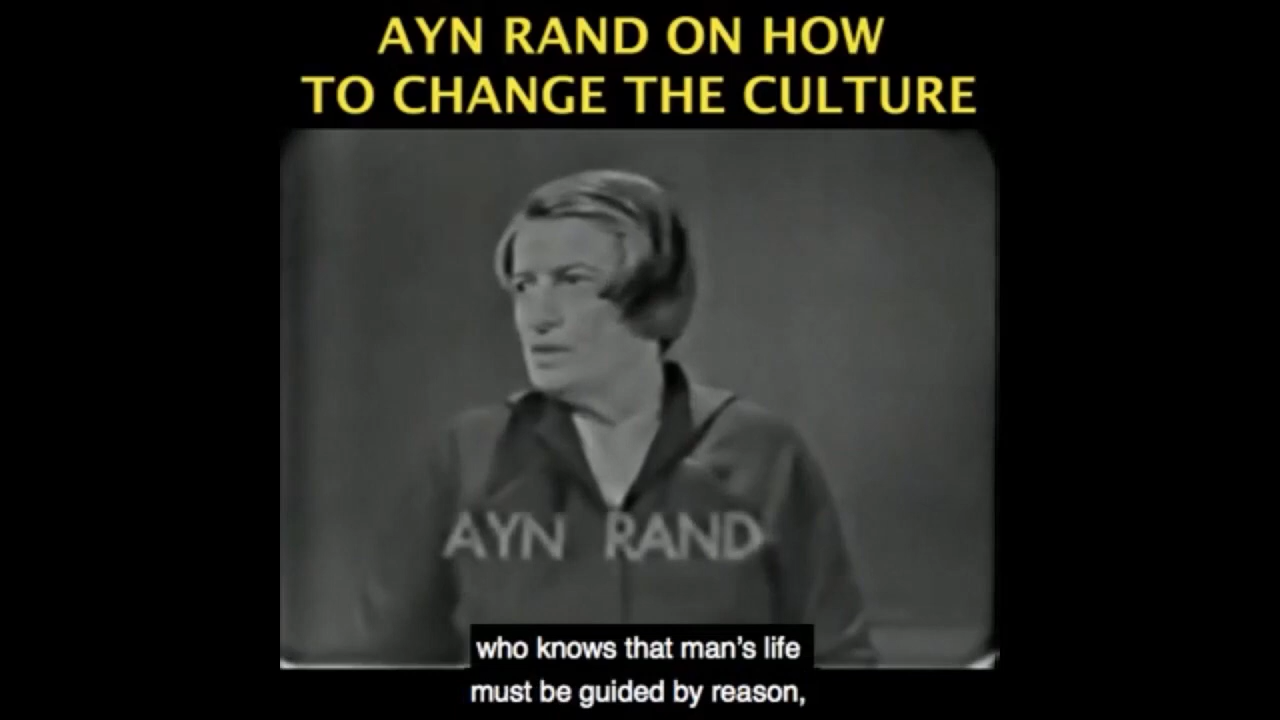 AYN RAND ON HOW
TO CHANGE THE CULTURE
AYN RAND
who knows that man's life
must be guided by reason,